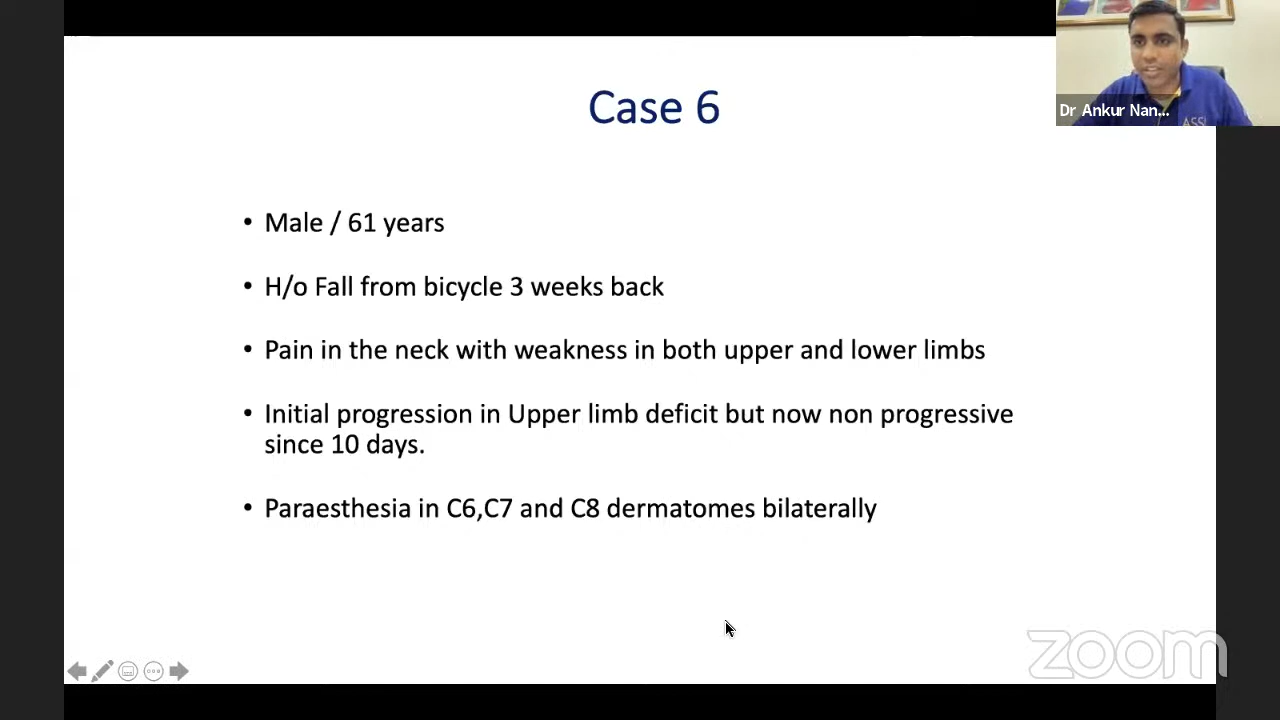 Case 6
Dr Ankur Nan...
ASSI
• Male / 61 years
• H/o Fall from bicycle 3 weeks back
• Pain in the neck with weakness in both upper and lower limbs
• Initial progression in Upper limb deficit but now non progressive
since 10 days.
• Paraesthesia in C6,C7 and C8 dermatomes bilaterally
zoom